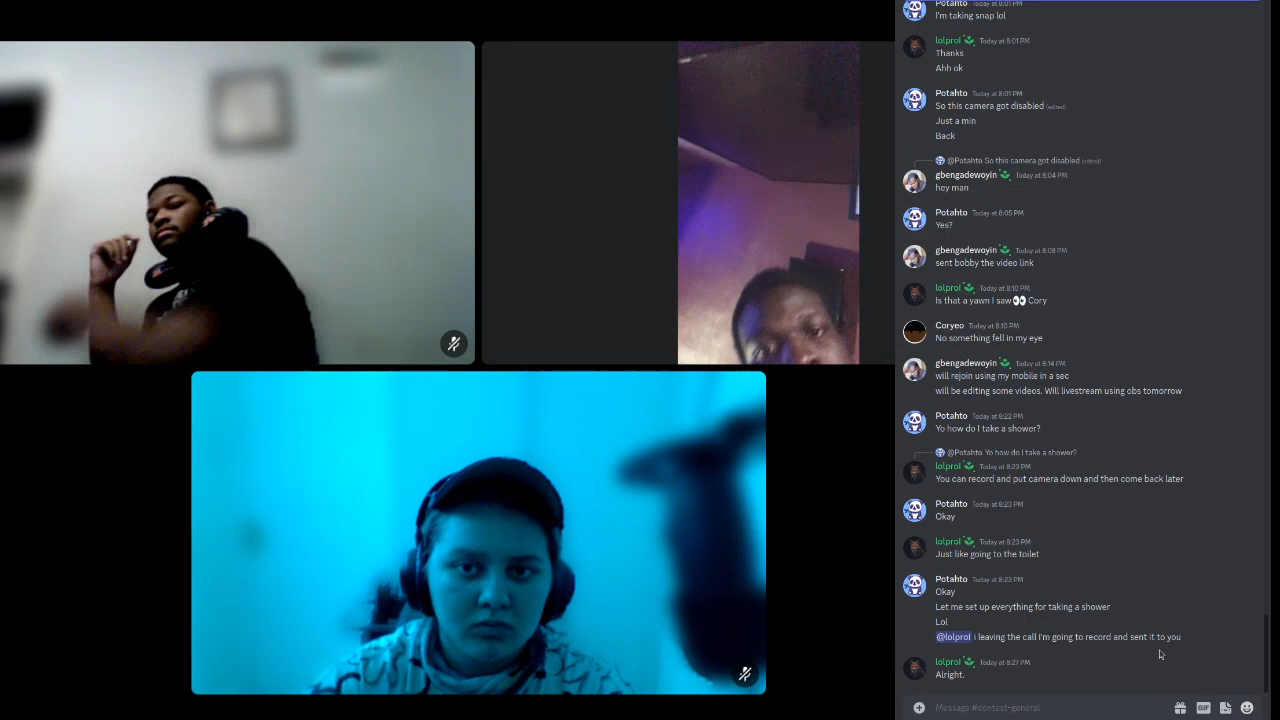 Potahto Today at 8:01 PM
I'm taking snap lol
lolprol Today at 8:01 PM
Thanks
Ahh ok
Potahto Today at 8:01 PM
So this camera got disabled (edited)
Just a min
Back
@Potahto So this camera got disabled (edited)
gbengadewoyin Today at 8:04 PM
hey man
Potahto Today at 8:05 PM
Yes?
gbengadewoyin Today at 8:08 PM
sent bobby the video link
lolprol Today at 8:10 PM
Is that a yawn I saw 👀 Cory
Coryeo Today at 8:10 PM
No something fell in my eye
gbengadewoyin Today at 8:14 PM
will rejoin using my mobile in a sec
will be editing some videos. Will livestream using obs tomorrow
Potahto Today at 8:22 PM
Yo how do I take a shower?
@Potahto Yo how do I take a shower?
lolprol Today at 8:23 PM
You can record and put camera down and then come back later
Potahto Today at 8:23 PM
Okay
lolprol Today at 8:23 PM
Just like going to the toilet
Potahto Today at 8:23 PM
Okay
Let me set up everything for taking a shower
Lol
@lolprol i leaving the call I'm going to record and sent it to you
lolprol Today at 8:27 PM
Alright.
Message #contest-general
GIF